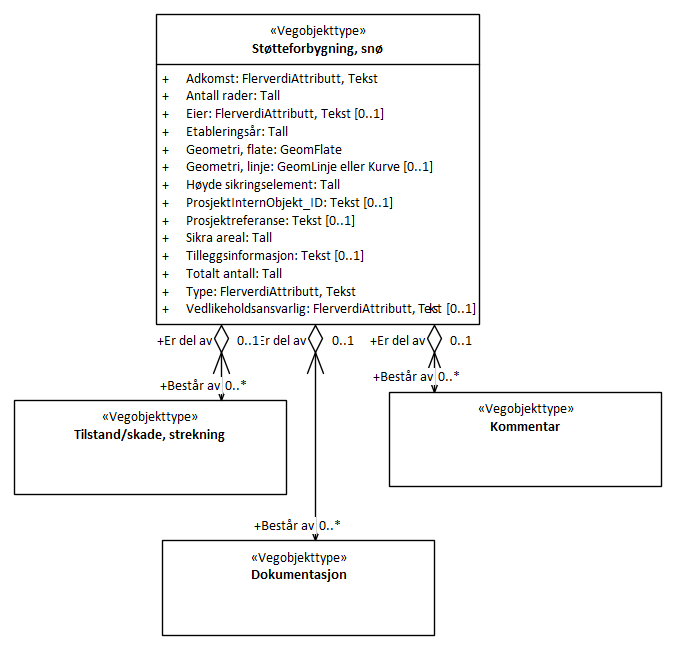 «Vegobjekttype»
Støtteforbygning, snø
+ Adkomst: FlerverdiAttributt, Tekst
+ Antall rader: Tall
+ Eier: FlerverdiAttributt, Tekst [0..1]
+ Etableringsår: Tall
+ Geometri, flate: GeomFlate
+ Geometri, linje: GeomLinje eller Kurve [0..1]
+ Høyde sikringselement: Tall
+ ProsjektInternObjekt_ID: Tekst [0..1]
+ Prosjektreferanse: Tekst [0..1]
+ Sikra areal: Tall
+ Tilleggsinformasjon: Tekst [0..1]
+ Totalt antall: Tall
+ Type: FlerverdiAttributt, Tekst
+ Vedlikeholdsansvarlig: FlerverdiAttributt, Tekst [0..1]
+Er del av 0..1 Er del av 0..1 +Er del av 0..1
+Består av 0..*
+Består av 0..*
«Vegobjekttype»
Tilstand/skade, strekning
«Vegobjekttype»
Kommentar
+Består av 0..*
«Vegobjekttype»
Dokumentasjon